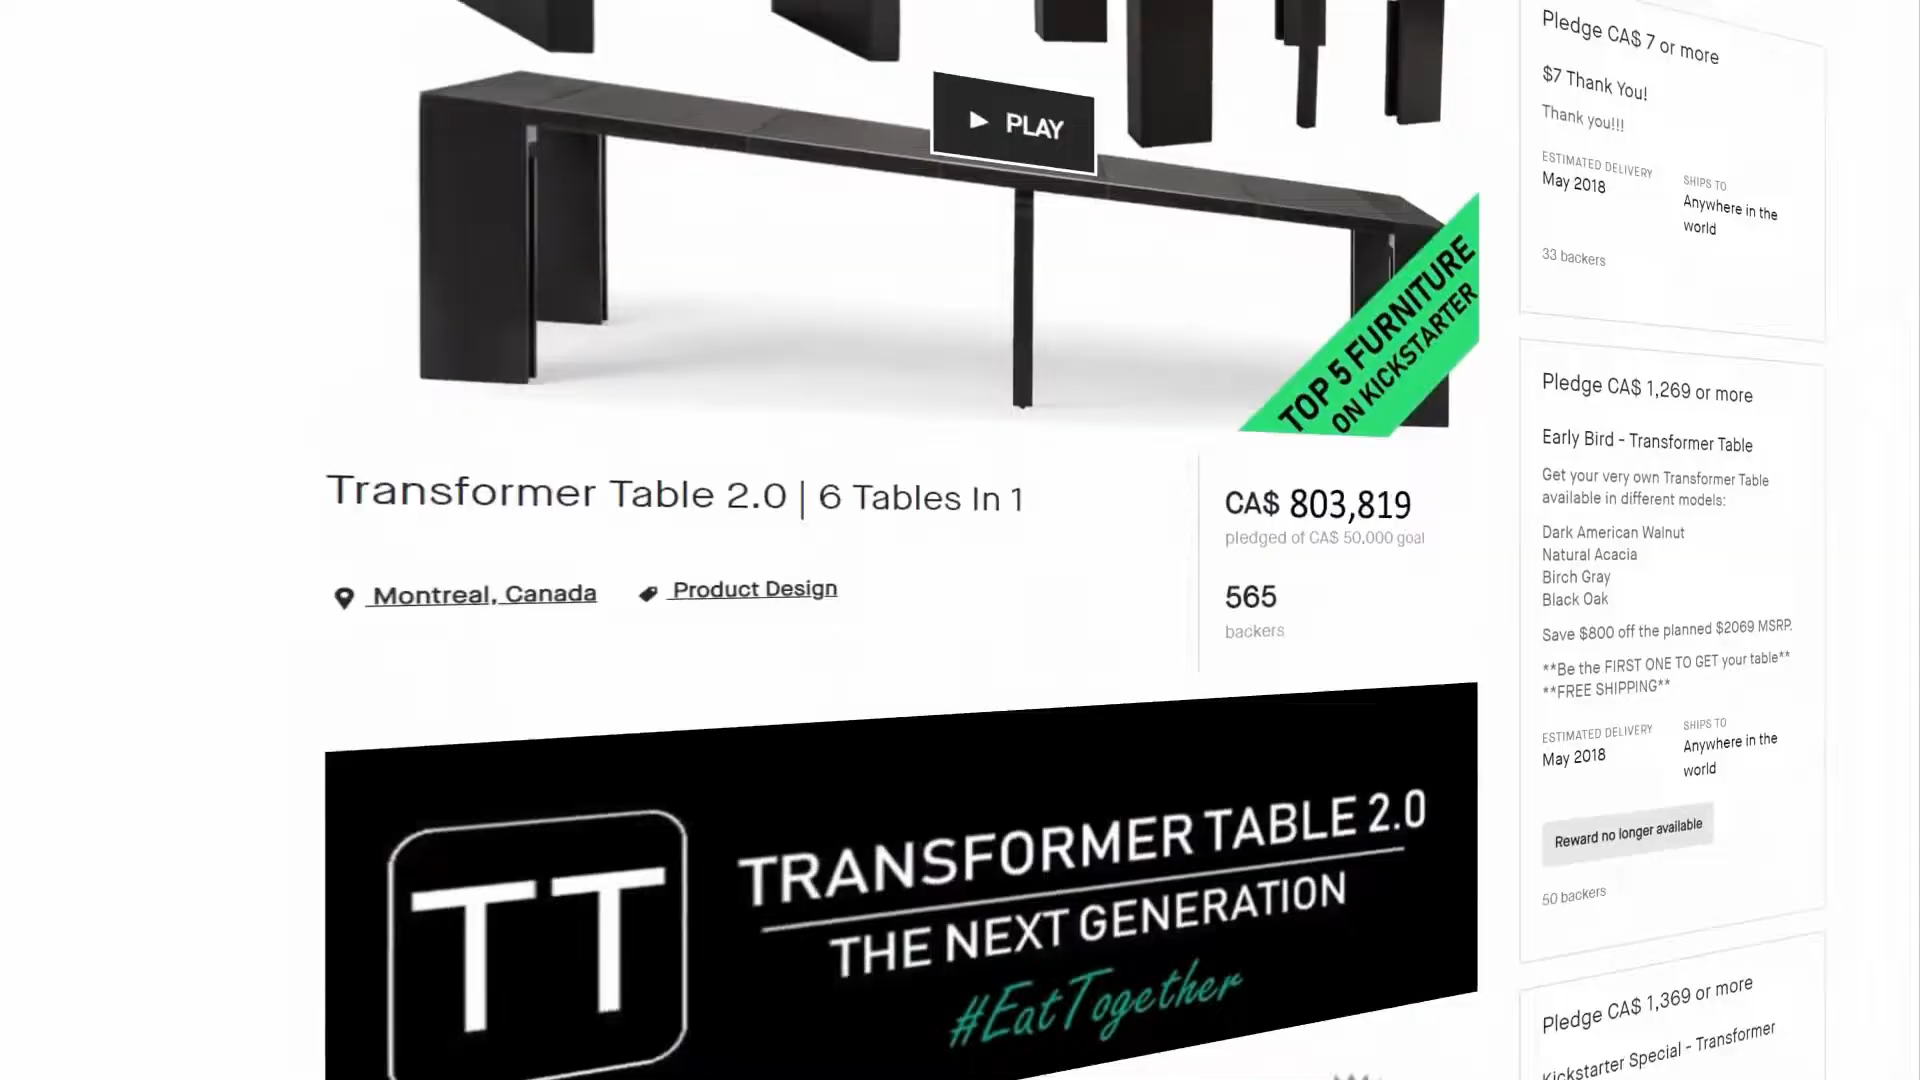 PLAY
TOP 5 FURNITURE
ON KICKSTARTER
Transformer Table 2.0 | 6 Tables In 1
Montreal, Canada
Product Design
CA$ 803,819
pledged of CA$ 50,000 goal
565
backers
TT
TRANSFORMER TABLE 2.0
THE NEXT GENERATION
#EatTogether
Pledge CA$ 7 or more
$7 Thank You!
Thank you!!!
ESTIMATED DELIVERY
May 2018
SHIPS TO
Anywhere in the
world
33 backers
Pledge CA$ 1,269 or more
Early Bird - Transformer Table
Get your very own Transformer Table
available in different models:
Dark American Walnut
Natural Acacia
Birch Gray
Black Oak
Save $800 off the planned $2069 MSRP.
**Be the FIRST ONE TO GET your table**
**FREE SHIPPING**
ESTIMATED DELIVERY
May 2018
SHIPS TO
Anywhere in the
world
Reward no longer available
50 backers
Pledge CA$ 1,369 or more
Kickstarter Special - Transformer